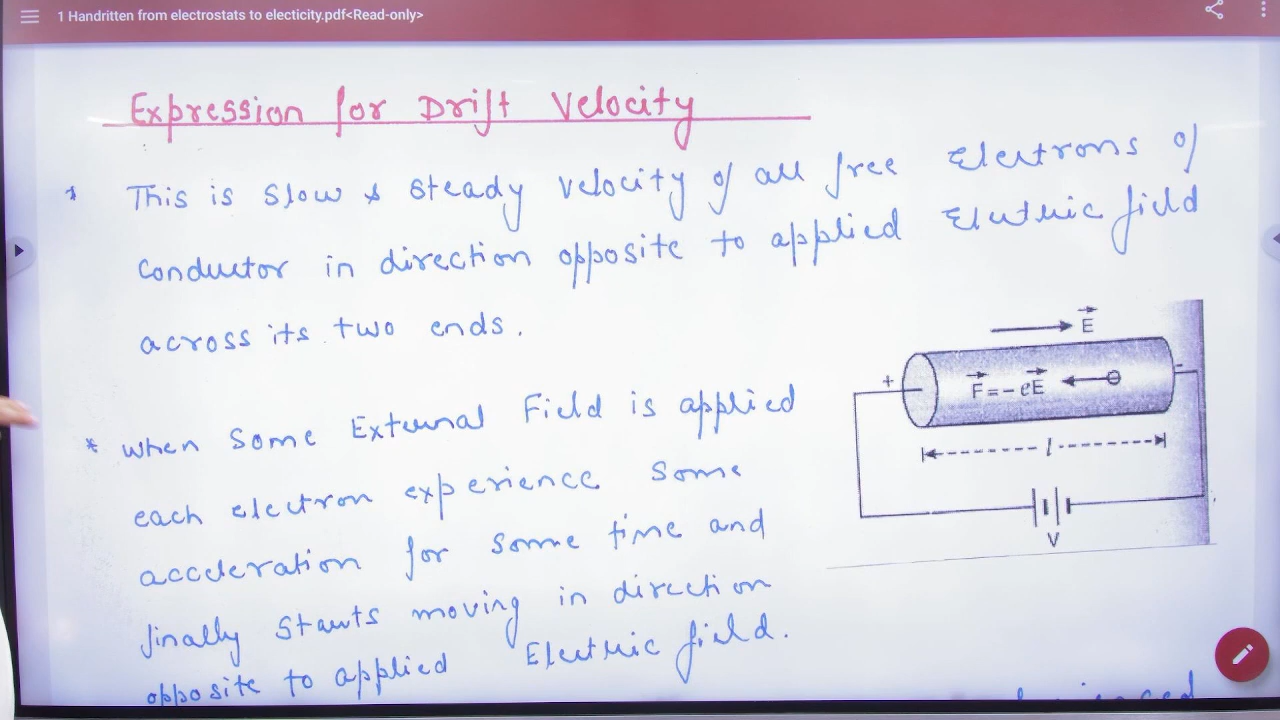 1 Handritten from electrostats to electicity.pdf<Read-only>
Expression for Drift Velocity
* This is slow & steady velocity of all free Electrons of
conductor in direction opposite to applied Electric field
across its two ends.
E
+ F = - eE -
l
V
* when some External Field is applied
each electron experience some
acceleration for some time and
finally starts moving in direction
opposite to applied Electric field.